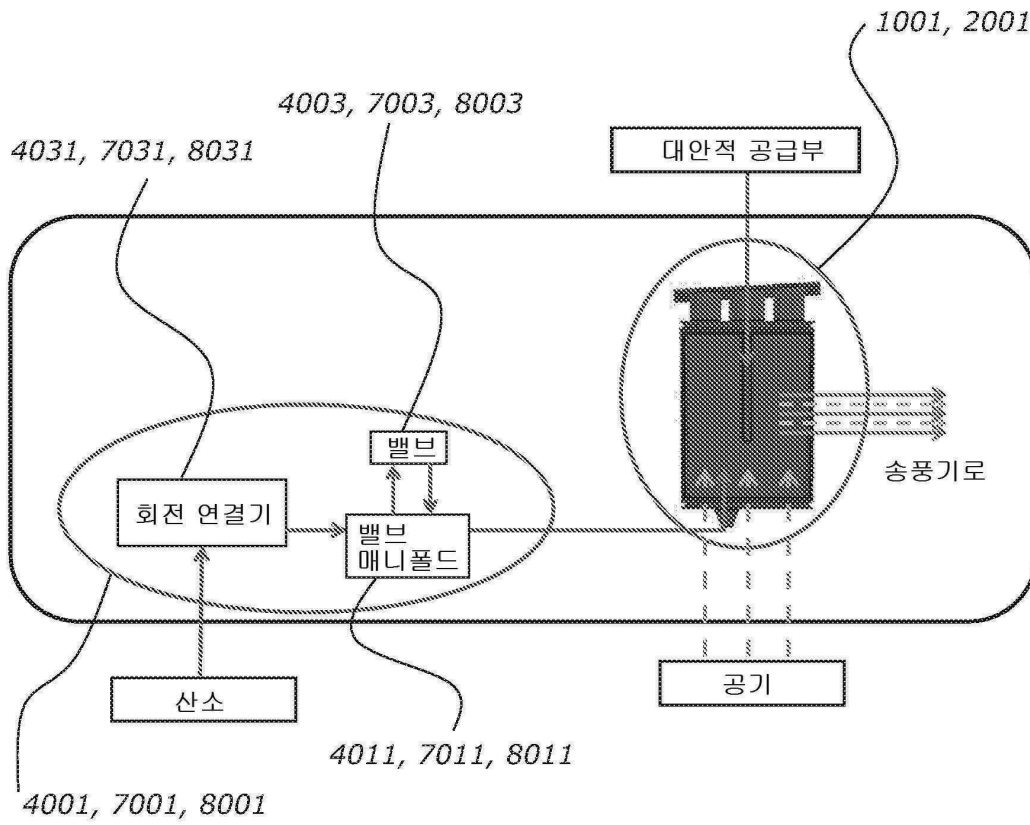 1001, 2001
4003, 7003, 8003
4031, 7031, 8031
대안적 공급부
밸브
회전 연결기
밸브
매니폴드
송풍기로
산소
공기
4011, 7011, 8011
4001, 7001, 8001